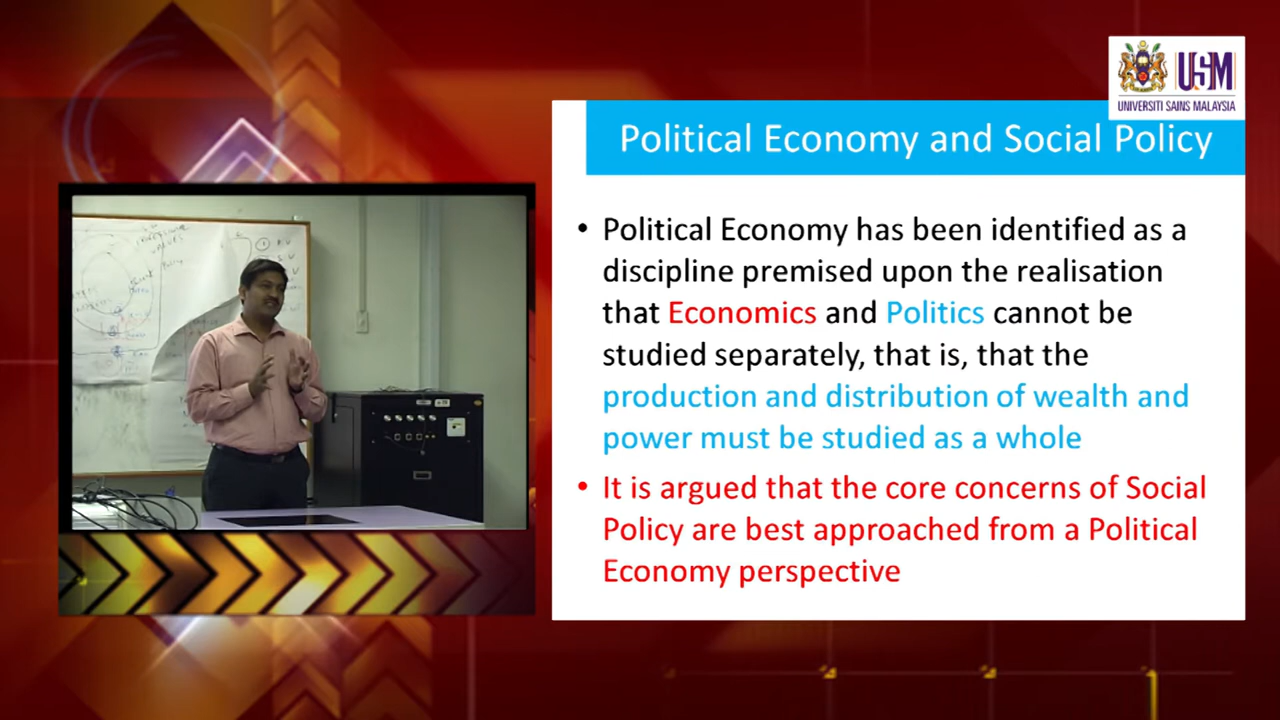 USM
UNIVERSITI SAINS MALAYSIA
Political Economy and Social Policy
• Political Economy has been identified as a
discipline premised upon the realisation
that Economics and Politics cannot be
studied separately, that is, that the
production and distribution of wealth and
power must be studied as a whole
• It is argued that the core concerns of Social
Policy are best approached from a Political
Economy perspective